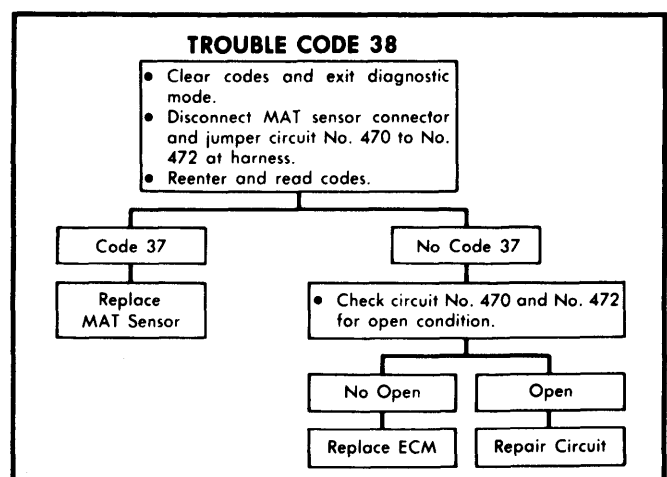 TROUBLE CODE 38
• Clear codes and exit diagnostic
mode.
• Disconnect MAT sensor connector
and jumper circuit No. 470 to No.
472 at harness.
• Reenter and read codes.
Code 37
No Code 37
Replace
MAT Sensor
• Check circuit No. 470 and No. 472
for open condition.
No Open
Open
Replace ECM
Repair Circuit